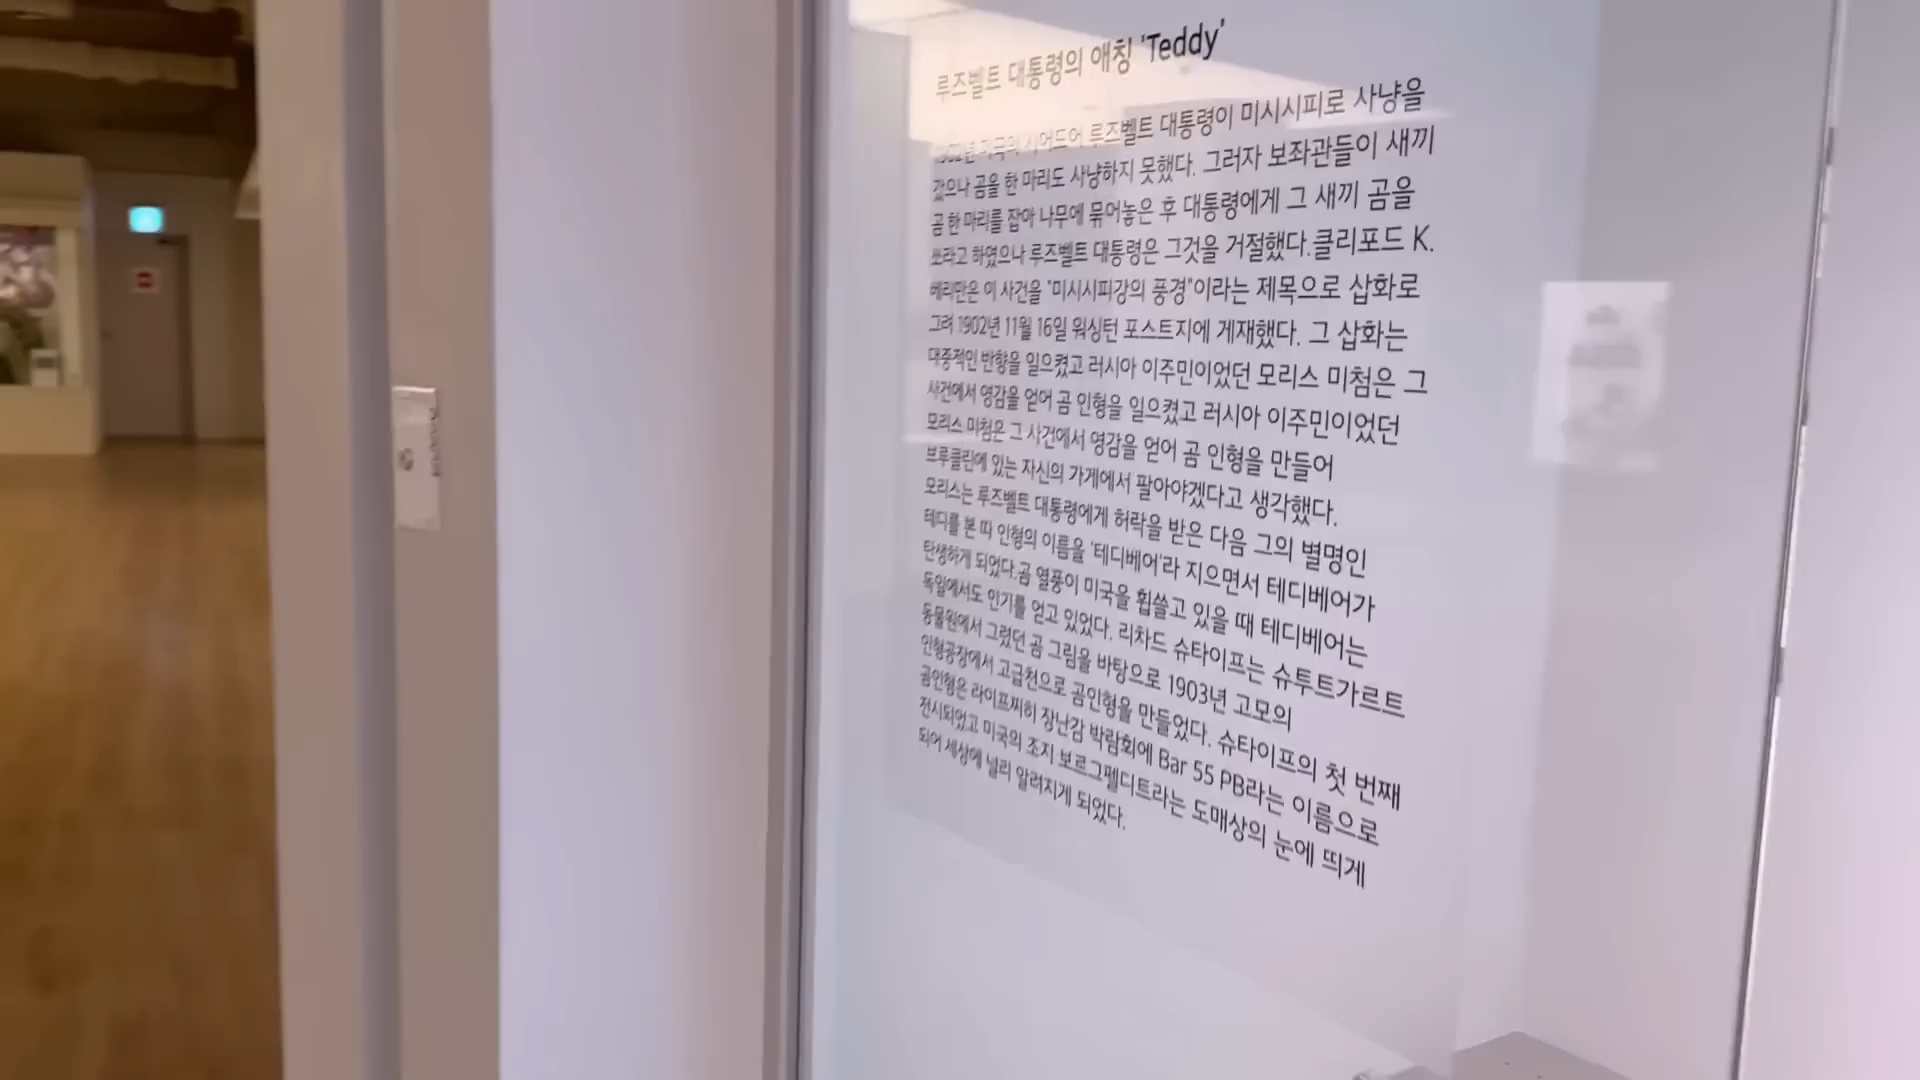 루즈벨트 대통령의 애칭 'Teddy'
1902년 미국의 시어도어 루즈벨트 대통령이 미시시피로 사냥을
갔으나 곰을 한 마리도 사냥하지 못했다. 그러자 보좌관들이 새끼
곰 한 마리를 잡아 나무에 묶어놓은 후 대통령에게 그 새끼 곰을
쏘라고 하였으나 루즈벨트 대통령은 그것을 거절했다.클리포드 K.
베리만은 이 사건을 "미시시피강의 풍경"이라는 제목으로 삽화로
그려 1902년 11월 16일 워싱턴 포스트지에 게재했다. 그 삽화는
대중적인 반향을 일으켰고 러시아 이주민이었던 모리스 미첨은 그
사건에서 영감을 얻어 곰 인형을 일으켰고 러시아 이주민이었던
모리스 미첨은 그 사건에서 영감을 얻어 곰 인형을 만들어
브루클린에 있는 자신의 가게에서 팔아야겠다고 생각했다.
모리스는 루즈벨트 대통령에게 허락을 받은 다음 그의 별명인
테디를 본 따 인형의 이름을 '테디베어'라 지으면서 테디베어가
탄생하게 되었다.곰 열풍이 미국을 휩쓸고 있을 때 테디베어는
독일에서도 인기를 얻고 있었다. 리차드 슈타이프는 슈투트가르트
동물원에서 그렸던 곰 그림을 바탕으로 1903년 고모의
인형공장에서 고급천으로 곰인형을 만들었다. 슈타이프의 첫 번째
곰인형은 라이프찌히 장난감 박람회에 Bar 55 PB라는 이름으로
전시되었고 미국의 조지 보르그펠디트라는 도매상의 눈에 띄게
되어 세상에 널리 알려지게 되었다.